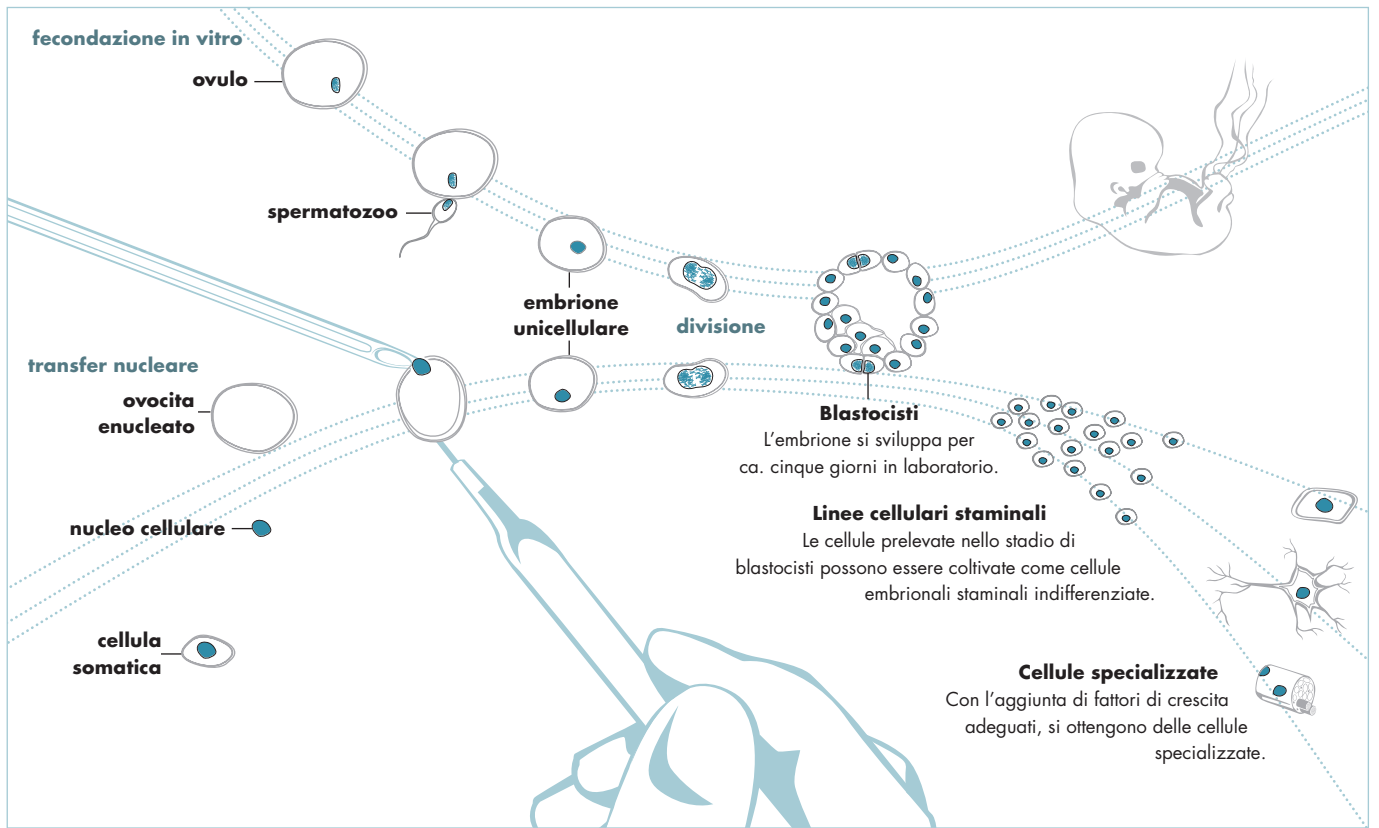 fecondazione in vitro
ovulo
spermatozoo
embrione
unicellulare
divisione
transfer nucleare
ovocita
enucleato
Blastocisti
L'embrione si sviluppa per
ca. cinque giorni in laboratorio.
nucleo cellulare
Linee cellulari staminali
Le cellule prelevate nello stadio di
blastocisti possono essere coltivate come cellule
embrionali staminali indifferenziate.
cellula
somatica
Cellule specializzate
Con l'aggiunta di fattori di crescita
adeguati, si ottengono delle cellule
specializzate.